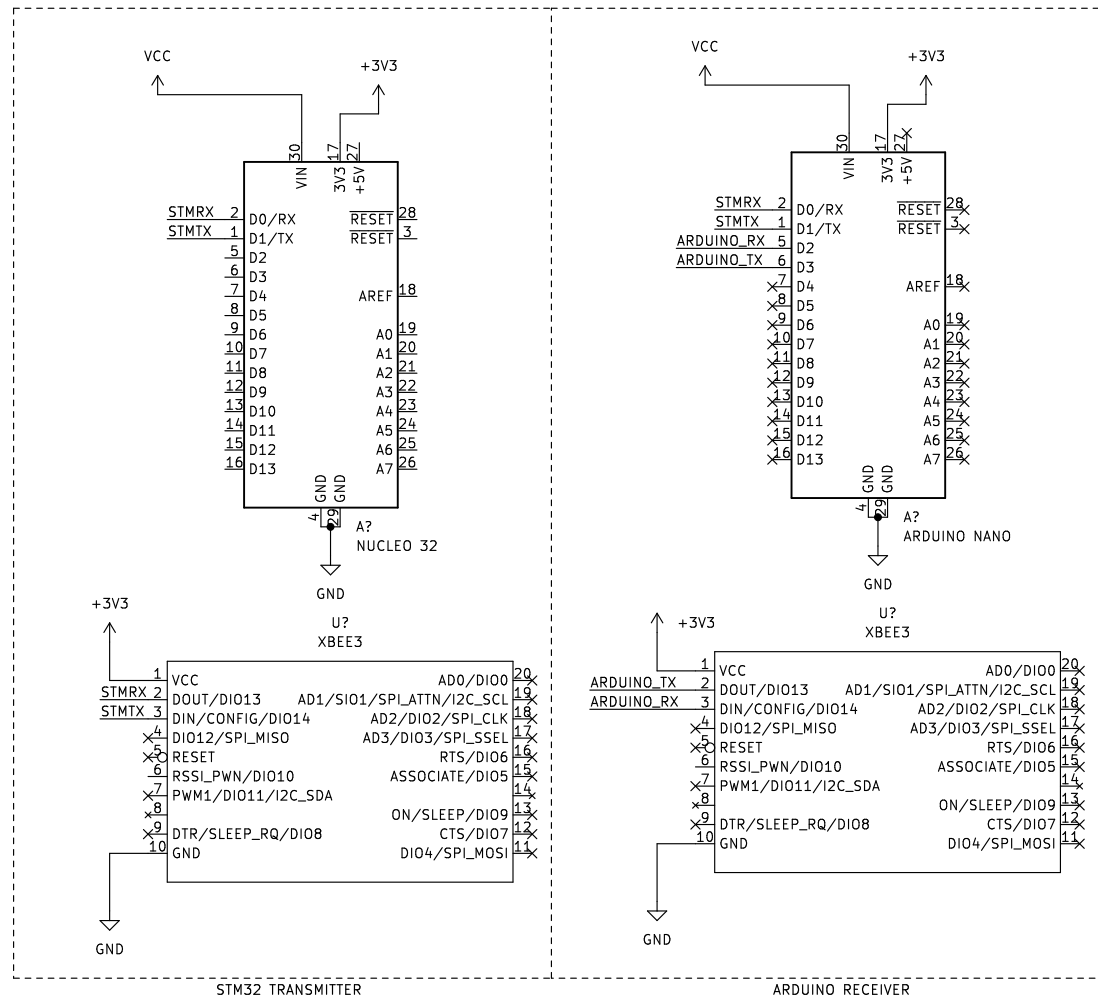 VCC
+3V3
30
17
27
VIN
3V3
+5V
STMRX 2 D0/RX RESET 28
STMTX 1 D1/TX RESET 3
5 D2
6 D3
7 D4 AREF 18
8 D5
9 D6 A0 19
10 D7 A1 20
11 D8 A2 21
12 D9 A3 22
13 D10 A4 23
14 D11 A5 24
15 D12 A6 25
16 D13 A7 26
GND GND
4 29
A?
NUCLEO 32
GND
+3V3
U?
XBEE3
1 VCC AD0/DIO0 20
STMRX 2 DOUT/DIO13 AD1/SIO1/SPI_ATTN/I2C_SCL 19
STMTX 3 DIN/CONFIG/DIO14 AD2/DIO2/SPI_CLK 18
4 DIO12/SPI_MISO AD3/DIO3/SPI_SSEL 17
5 RESET RTS/DIO6 16
6 RSSI_PWN/DIO10 ASSOCIATE/DIO5 15
7 PWM1/DIO11/I2C_SDA 14
8 ON/SLEEP/DIO9 13
9 DTR/SLEEP_RQ/DIO8 CTS/DIO7 12
10 GND DIO4/SPI_MOSI 11
GND
STM32 TRANSMITTER
VCC
+3V3
30
17
27
VIN
3V3
+5V
STMRX 2 D0/RX RESET 28
STMTX 1 D1/TX RESET 3
ARDUINO_RX 5 D2
ARDUINO_TX 6 D3
7 D4 AREF 18
8 D5
9 D6 A0 19
10 D7 A1 20
11 D8 A2 21
12 D9 A3 22
13 D10 A4 23
14 D11 A5 24
15 D12 A6 25
16 D13 A7 26
GND GND
4 29
A?
ARDUINO NANO
GND
+3V3
U?
XBEE3
1 VCC AD0/DIO0 20
ARDUINO_TX 2 DOUT/DIO13 AD1/SIO1/SPI_ATTN/I2C_SCL 19
ARDUINO_RX 3 DIN/CONFIG/DIO14 AD2/DIO2/SPI_CLK 18
4 DIO12/SPI_MISO AD3/DIO3/SPI_SSEL 17
5 RESET RTS/DIO6 16
6 RSSI_PWN/DIO10 ASSOCIATE/DIO5 15
7 PWM1/DIO11/I2C_SDA 14
8 ON/SLEEP/DIO9 13
9 DTR/SLEEP_RQ/DIO8 CTS/DIO7 12
10 GND DIO4/SPI_MOSI 11
GND
ARDUINO RECEIVER